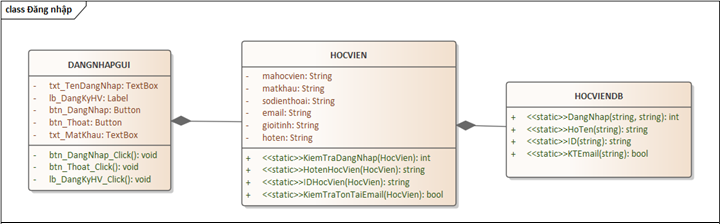 class Đăng nhập
DANGNHAPGUI
- txt_TenDangNhap: TextBox
- lb_DangKyHV: Label
- btn_DangNhap: Button
- btn_Thoat: Button
- txt_MatKhau: TextBox
- btn_DangNhap_Click(): void
- btn_Thoat_Click(): void
- lb_DangKyHV_Click(): void
HOCVIEN
- mahocvien: String
- matkhau: String
- sodienthoai: String
- email: String
- gioitinh: String
- hoten: String
+ <<static>>KiemTraDangNhap(HocVien): int
+ <<static>>HotenHocVien(HocVien): string
+ <<static>>IDHocVien(HocVien): string
+ <<static>>KiemTraTonTaiEmail(HocVien): bool
HOCVIENDB
+ <<static>>DangNhap(string, string): int
+ <<static>>HoTen(string): string
+ <<static>>ID(string): string
+ <<static>>KTEmail(string): bool